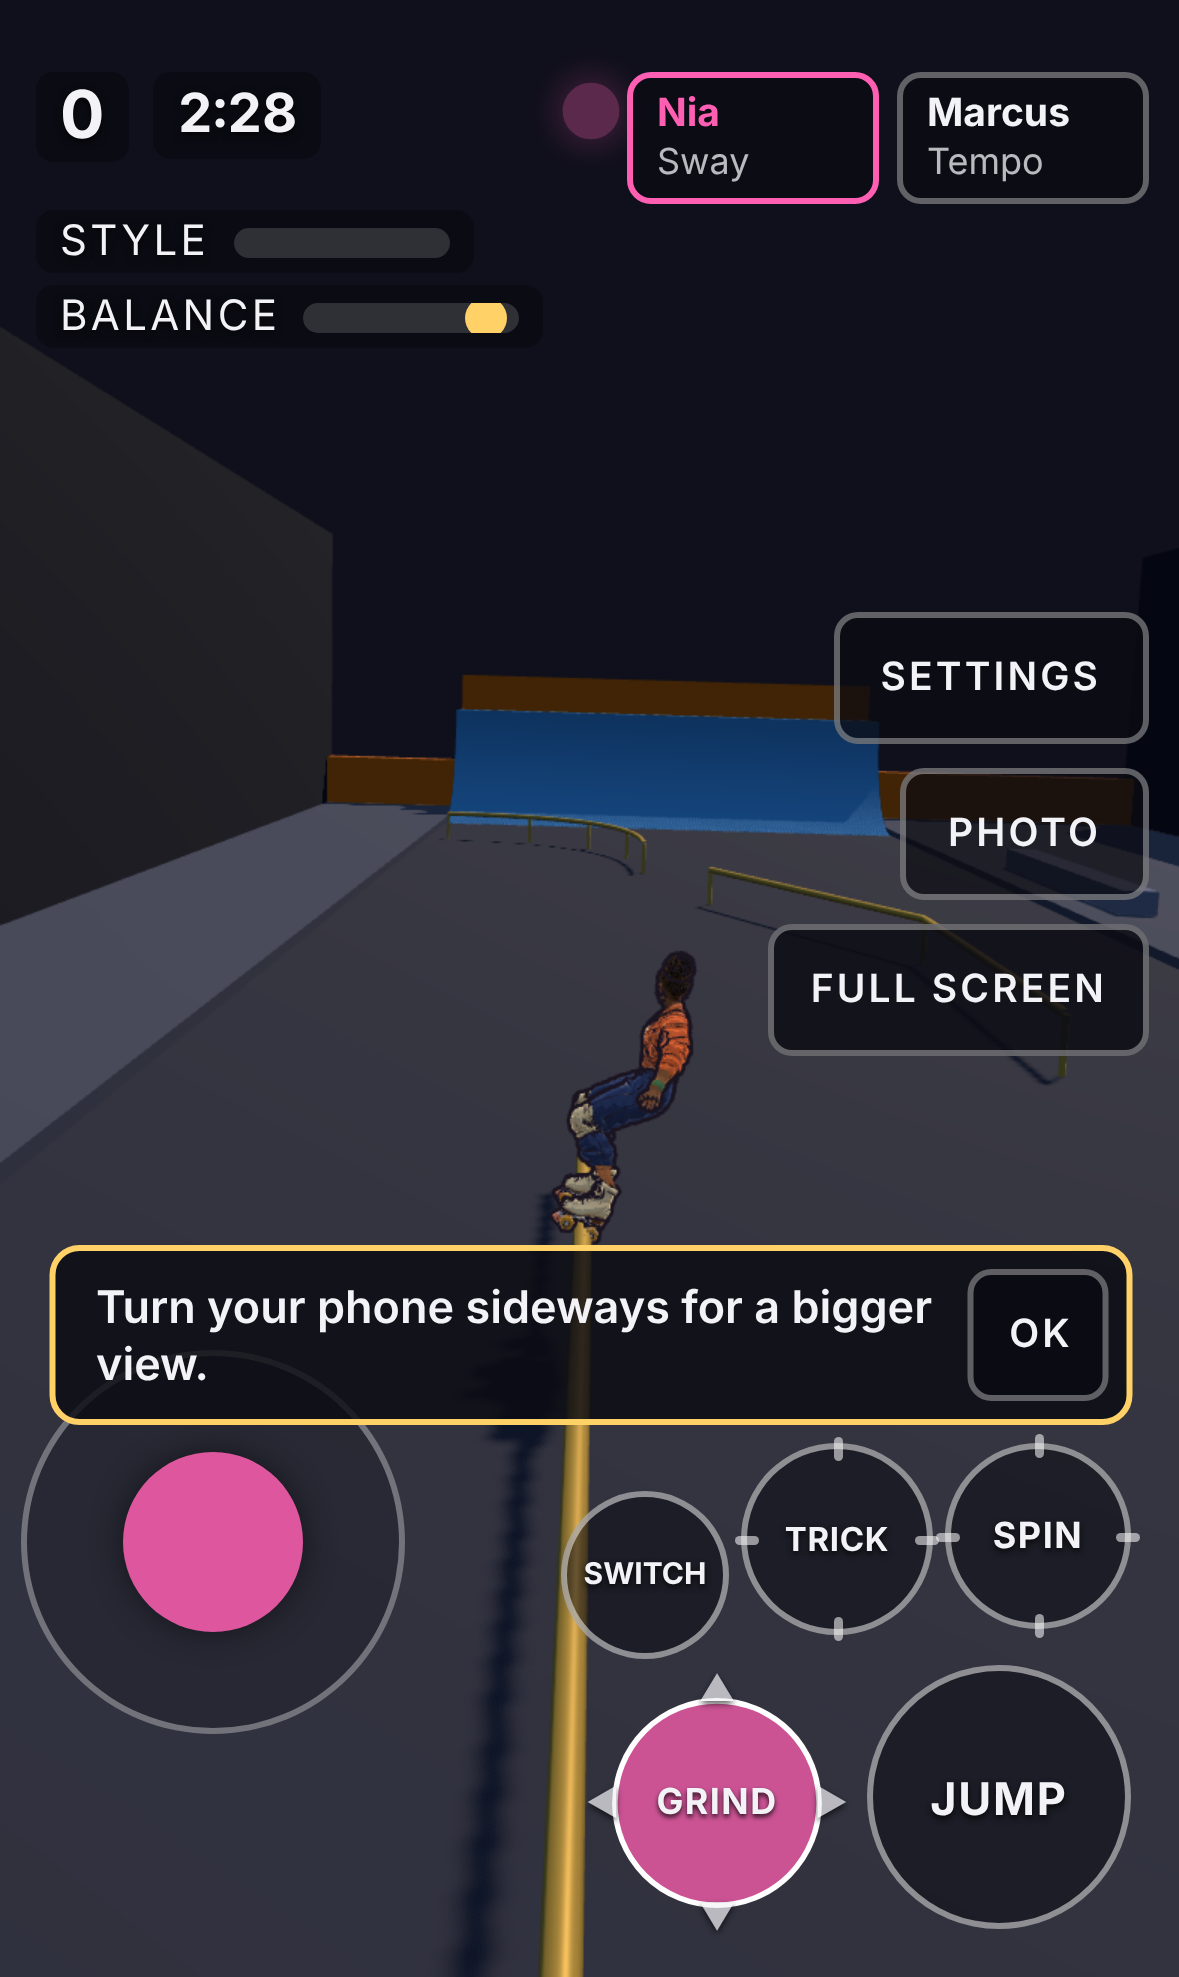 0
2:28
Nia
Sway
Marcus
Tempo
STYLE
BALANCE
SETTINGS
PHOTO
FULL SCREEN
Turn your phone sideways for a bigger
view.
OK
SWITCH
TRICK
SPIN
GRIND
JUMP